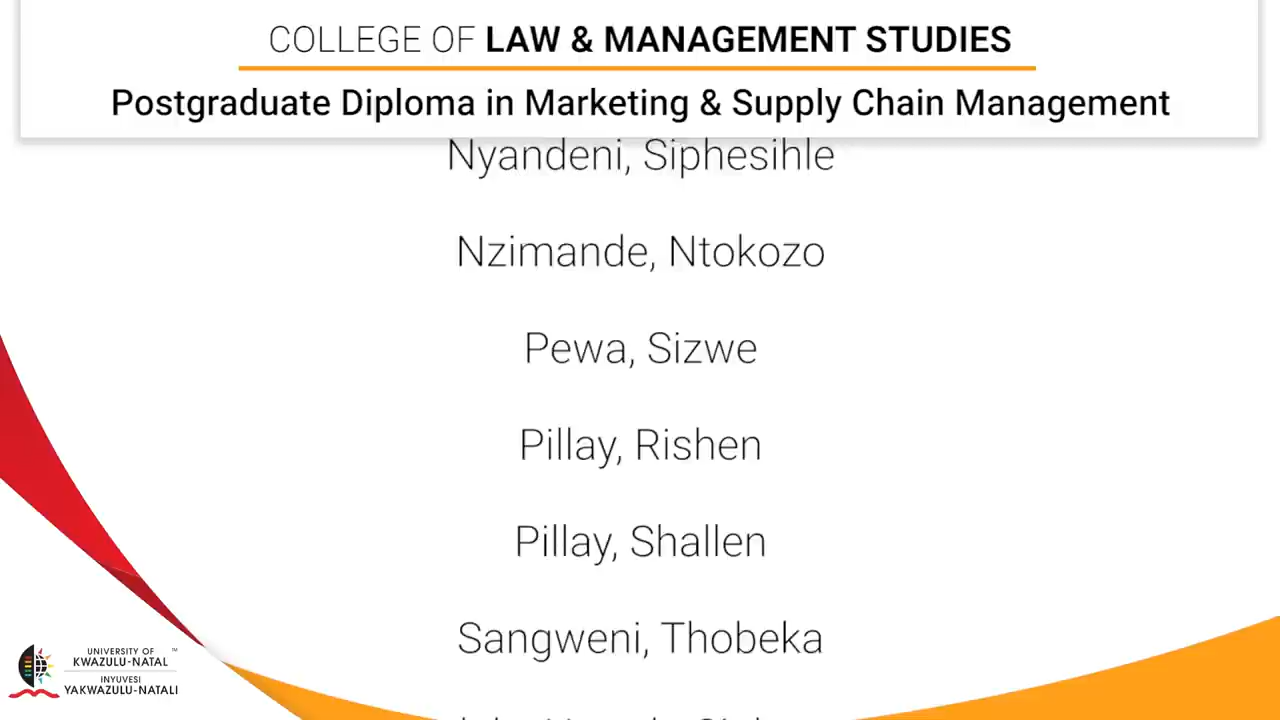 COLLEGE OF LAW & MANAGEMENT STUDIES
Postgraduate Diploma in Marketing & Supply Chain Management
Nyandeni, Siphesihle
Nzimande, Ntokozo
Pewa, Sizwe
Pillay, Rishen
Pillay, Shallen
Sangweni, Thobeka
UNIVERSITY OF ™
KWAZULU-NATAL
INYUVESI
YAKWAZULU-NATALI